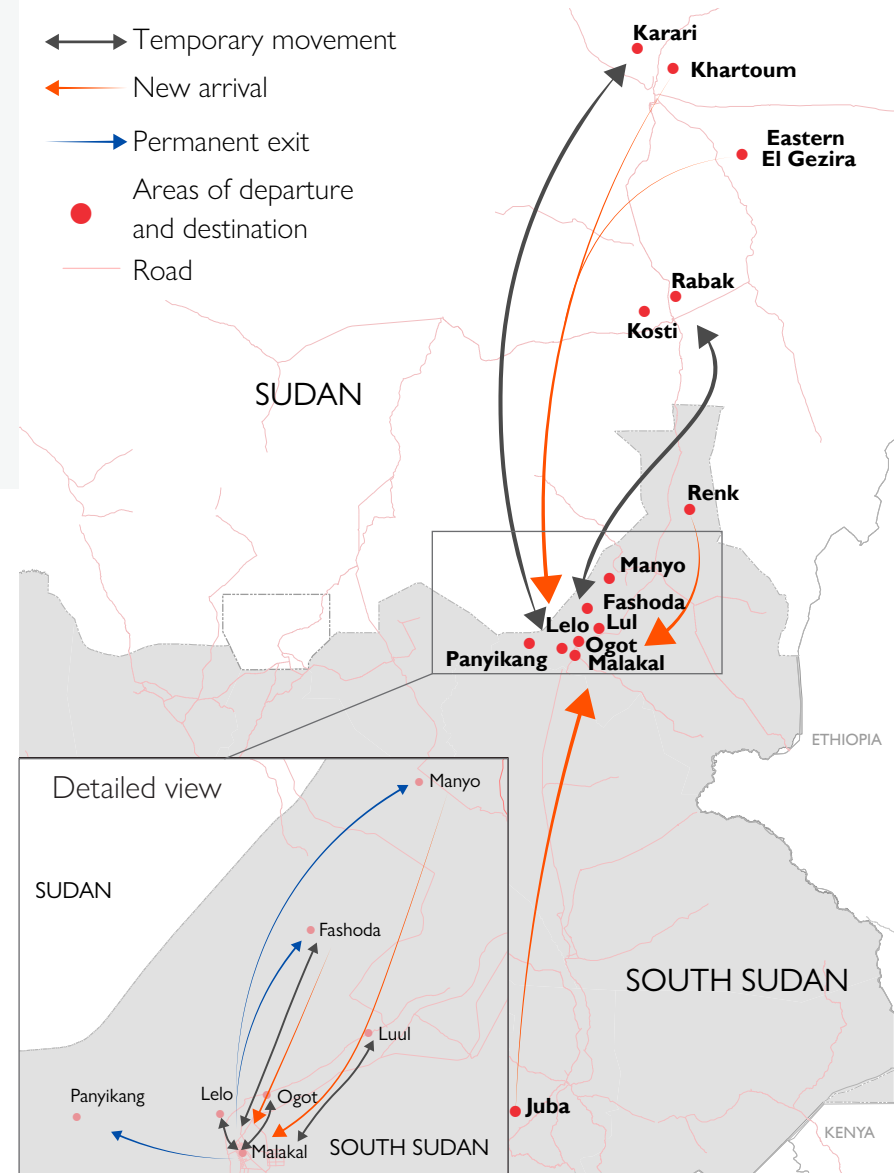 Temporary movement
New arrival
Permanent exit
Areas of departure
and destination
Road
Karari
Khartoum
Eastern
El Gezira
Rabak
Kosti
SUDAN
Renk
Manyo
Fashoda
Lelo
Lul
Ogot
Panyikang
Malakal
ETHIOPIA
Detailed view
Manyo
SUDAN
Fashoda
SOUTH SUDAN
Luul
Panyikang
Lelo
Ogot
Juba
Malakal
SOUTH SUDAN
KENYA